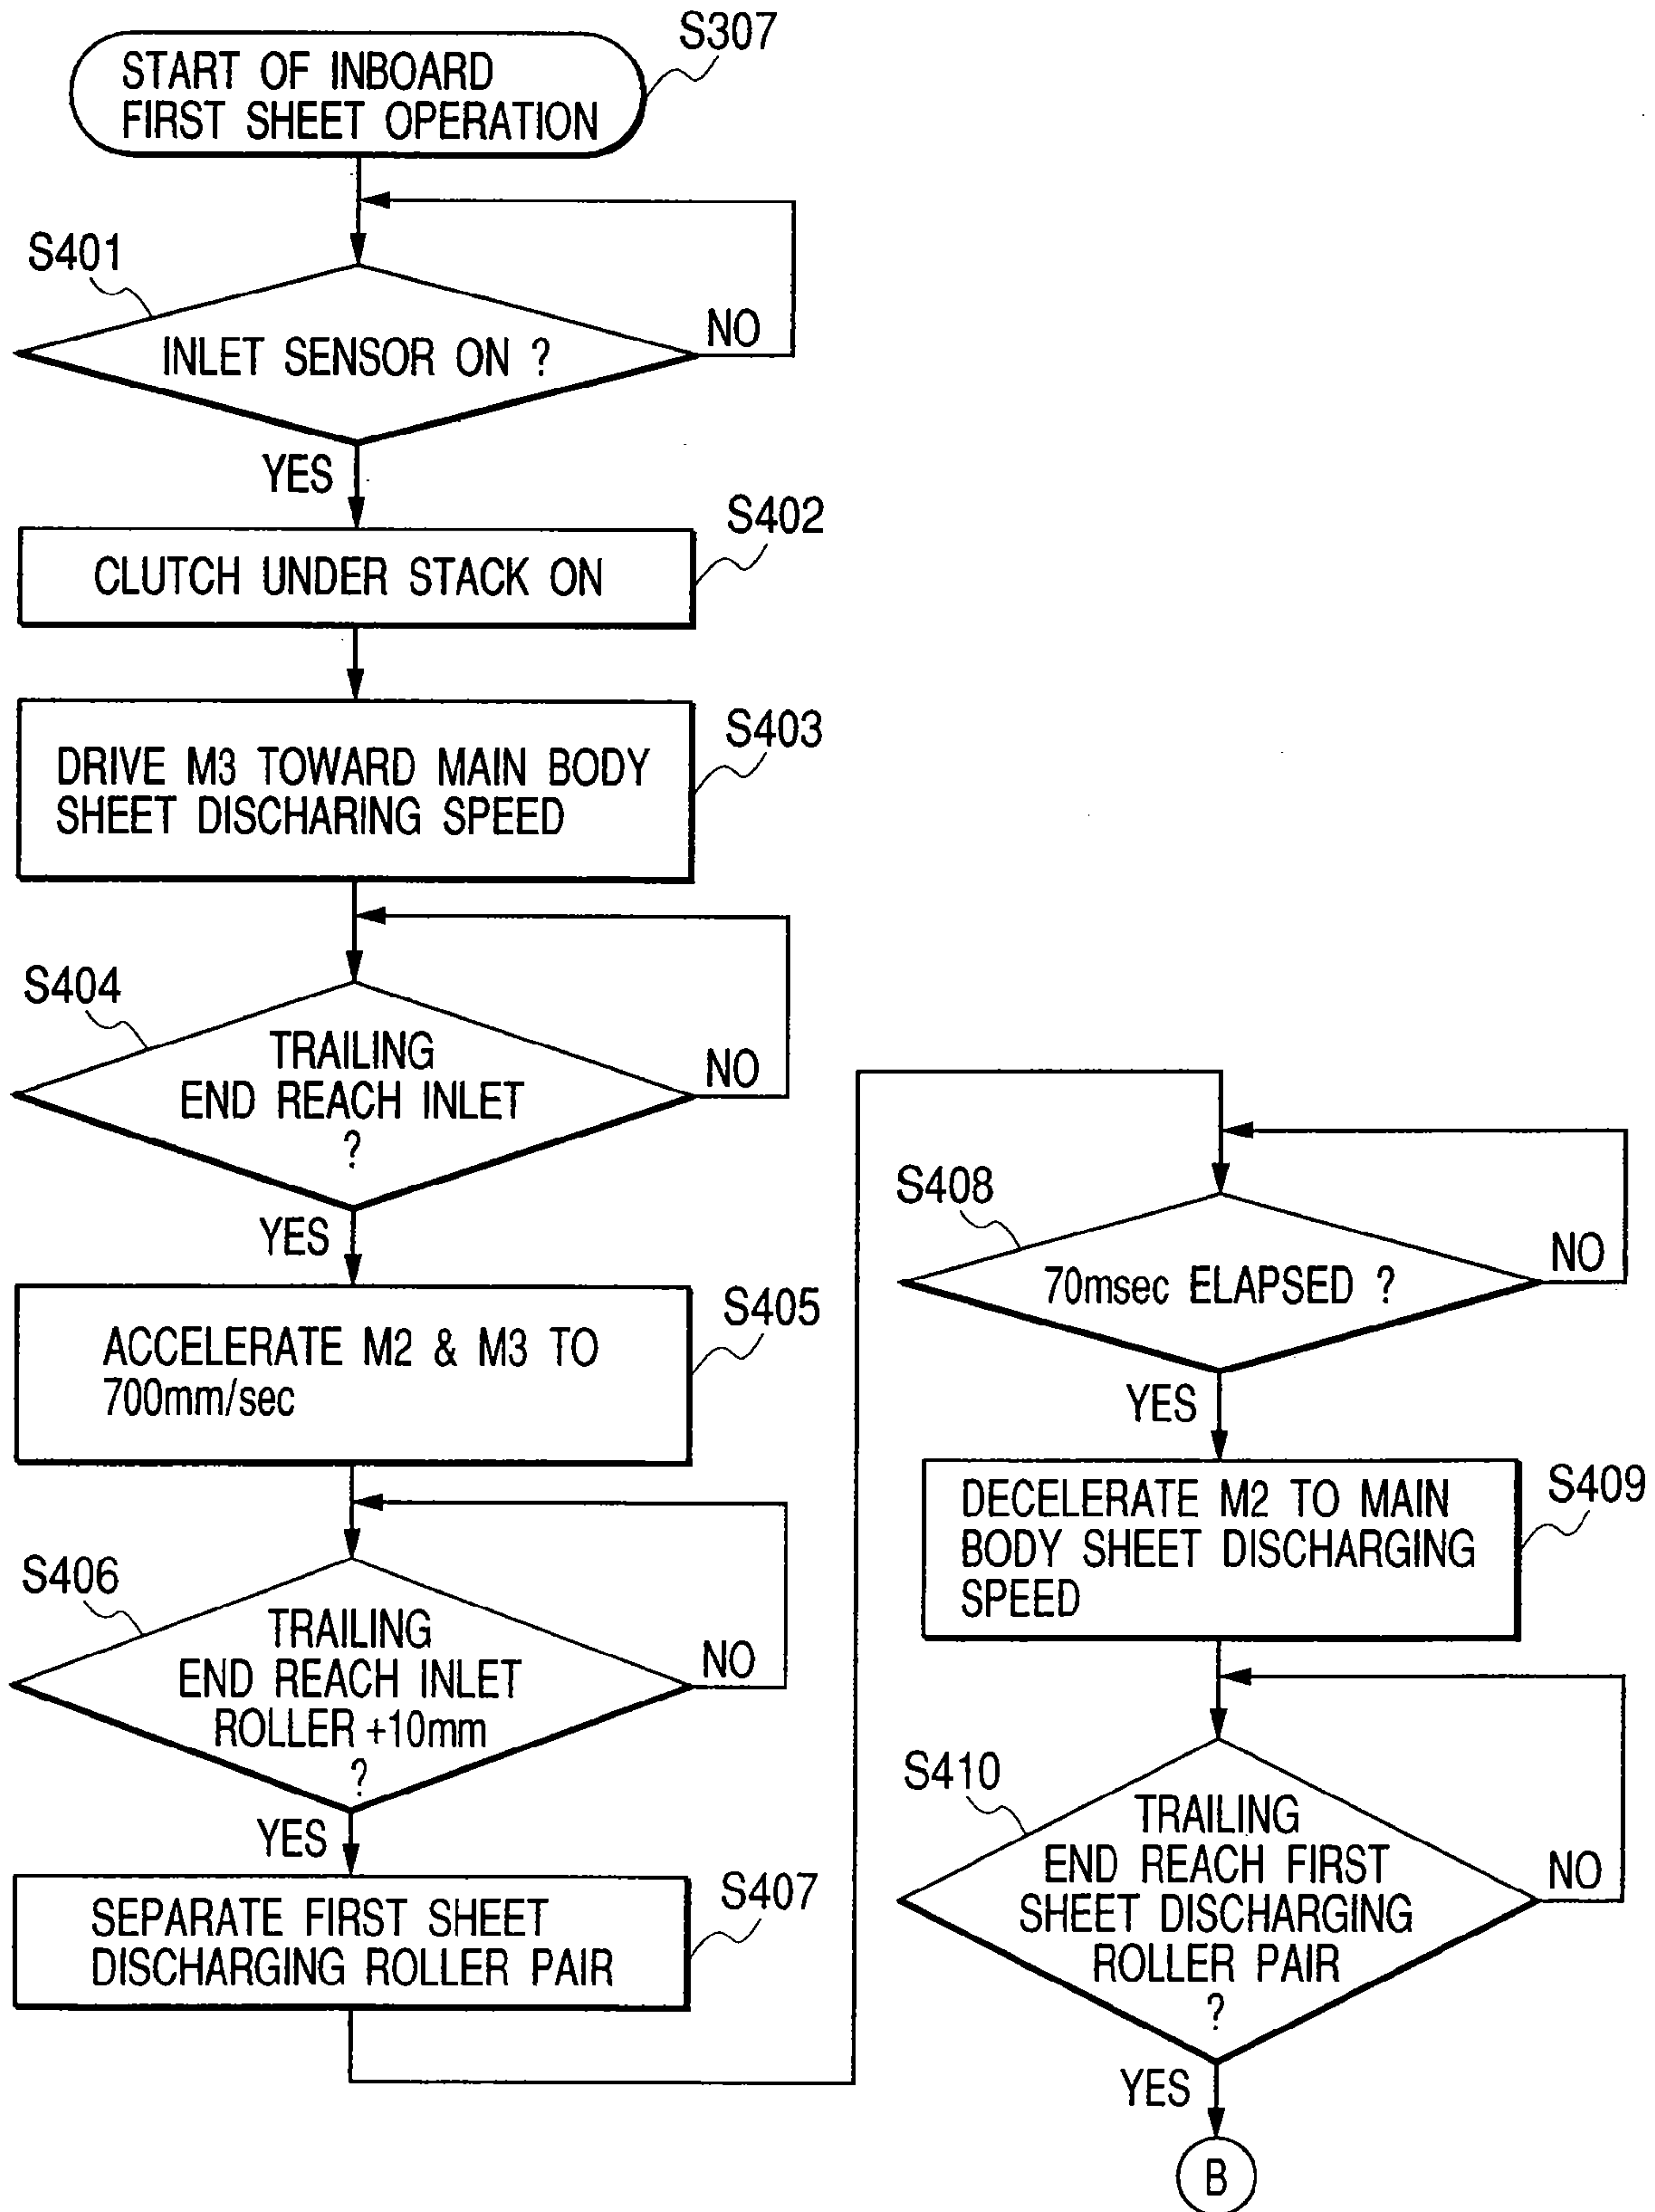 S307
START OF INBOARD
FIRST SHEET OPERATION
S401
INLET SENSOR ON ?
NO
YES
S402
CLUTCH UNDER STACK ON
S403
DRIVE M3 TOWARD MAIN BODY
SHEET DISCHARING SPEED
S404
TRAILING
END REACH INLET
?
NO
YES
S405
ACCELERATE M2 & M3 TO
700mm/sec
S406
TRAILING
END REACH INLET
ROLLER +10mm
?
NO
YES
S407
SEPARATE FIRST SHEET
DISCHARGING ROLLER PAIR
S408
70msec ELAPSED ?
NO
YES
S409
DECELERATE M2 TO MAIN
BODY SHEET DISCHARGING
SPEED
S410
TRAILING
END REACH FIRST
SHEET DISCHARGING
ROLLER PAIR
?
NO
YES
B